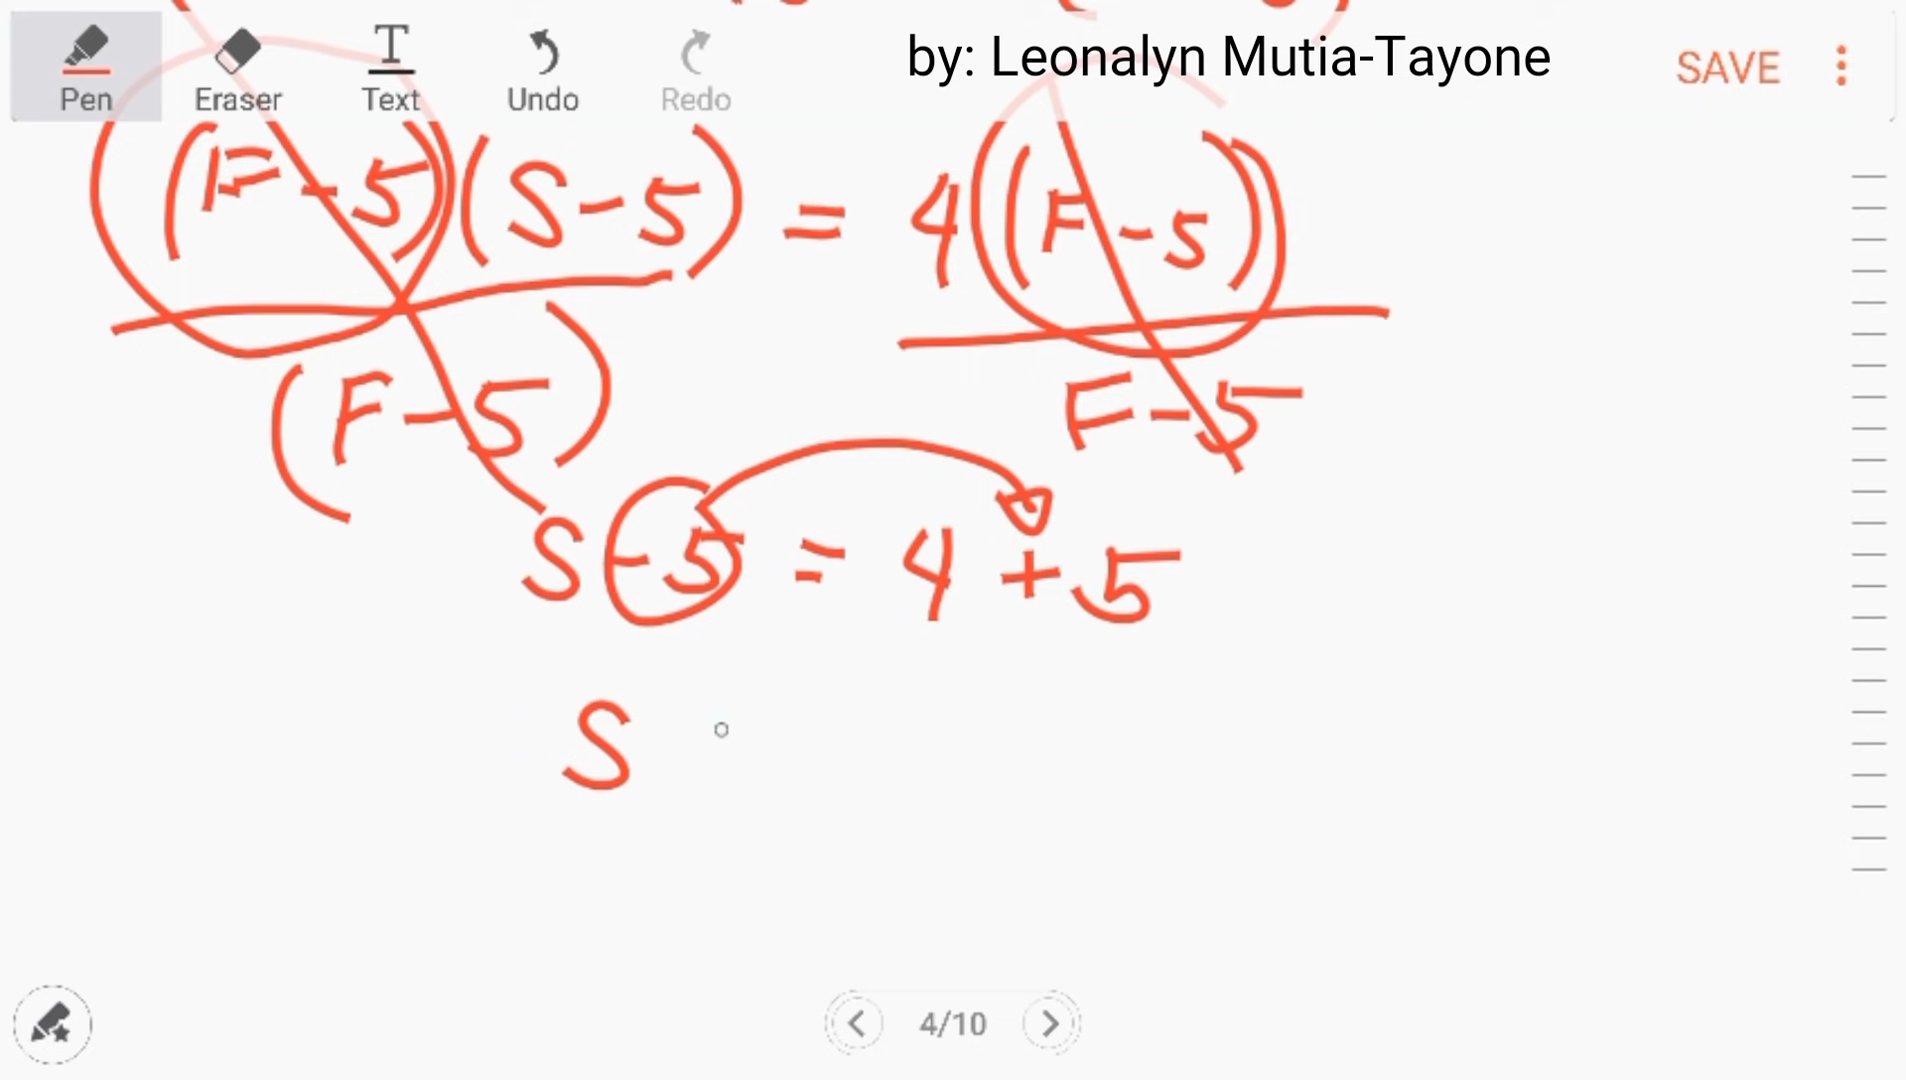 by: Leonalyn Mutia-Tayone
SAVE
Pen
Eraser
Text
Undo
Redo
(F-5)(S-5) = 4((F-5))
(F-5)
F-5
S-5 = 4+5
S
4/10